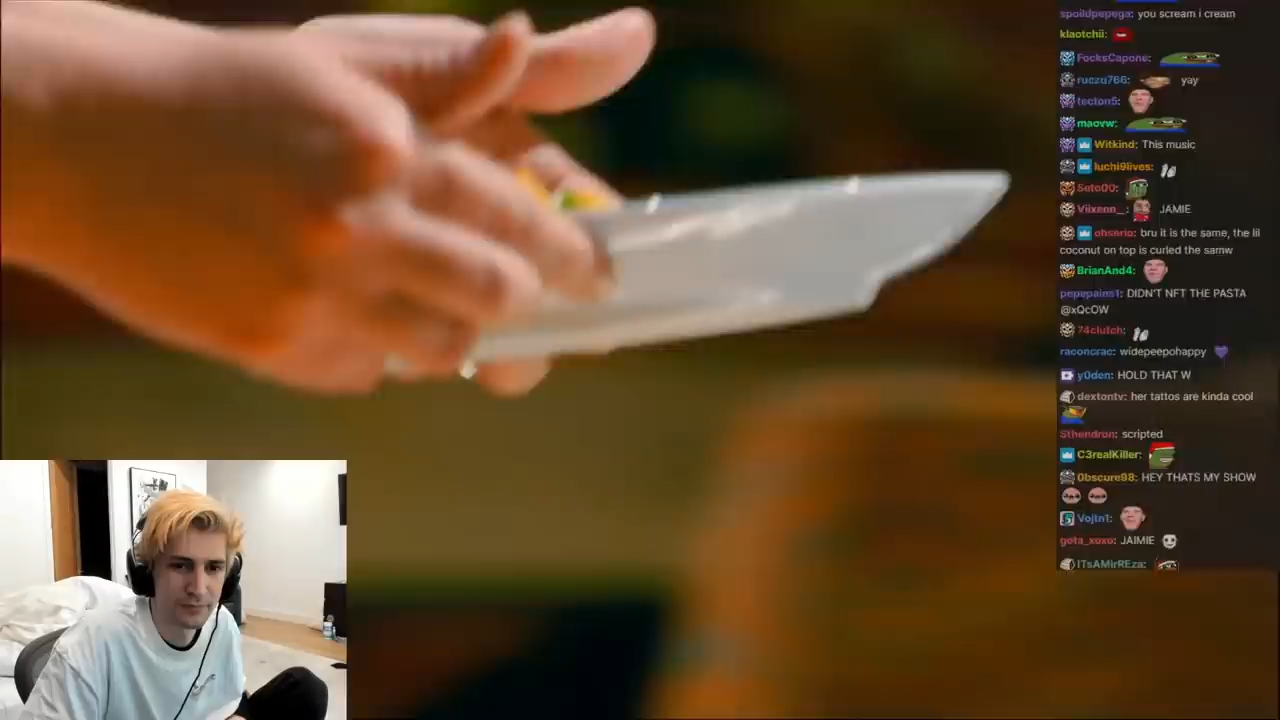 spoildpepega: you scream i cream
klaotchii:
FocksCapone:
ruczu766: yay
tecton5:
maovw:
Witkind: This music
luchi9lives:
Seto00:
Viixenn_: JAMIE
ohserio: bru it is the same, the lil
coconut on top is curled the samw
BrianAnd4:
pepepains1: DIDN'T NFT THE PASTA
@xQcOW
74clutch:
raconcrac: widepeepohappy
y0den: HOLD THAT W
dextontv: her tattos are kinda cool
Sthendron: scripted
C3realKiller:
0bscure98: HEY THATS MY SHOW
Vojtn1:
gota_xoxo: JAIMIE
ITsAMirREza: